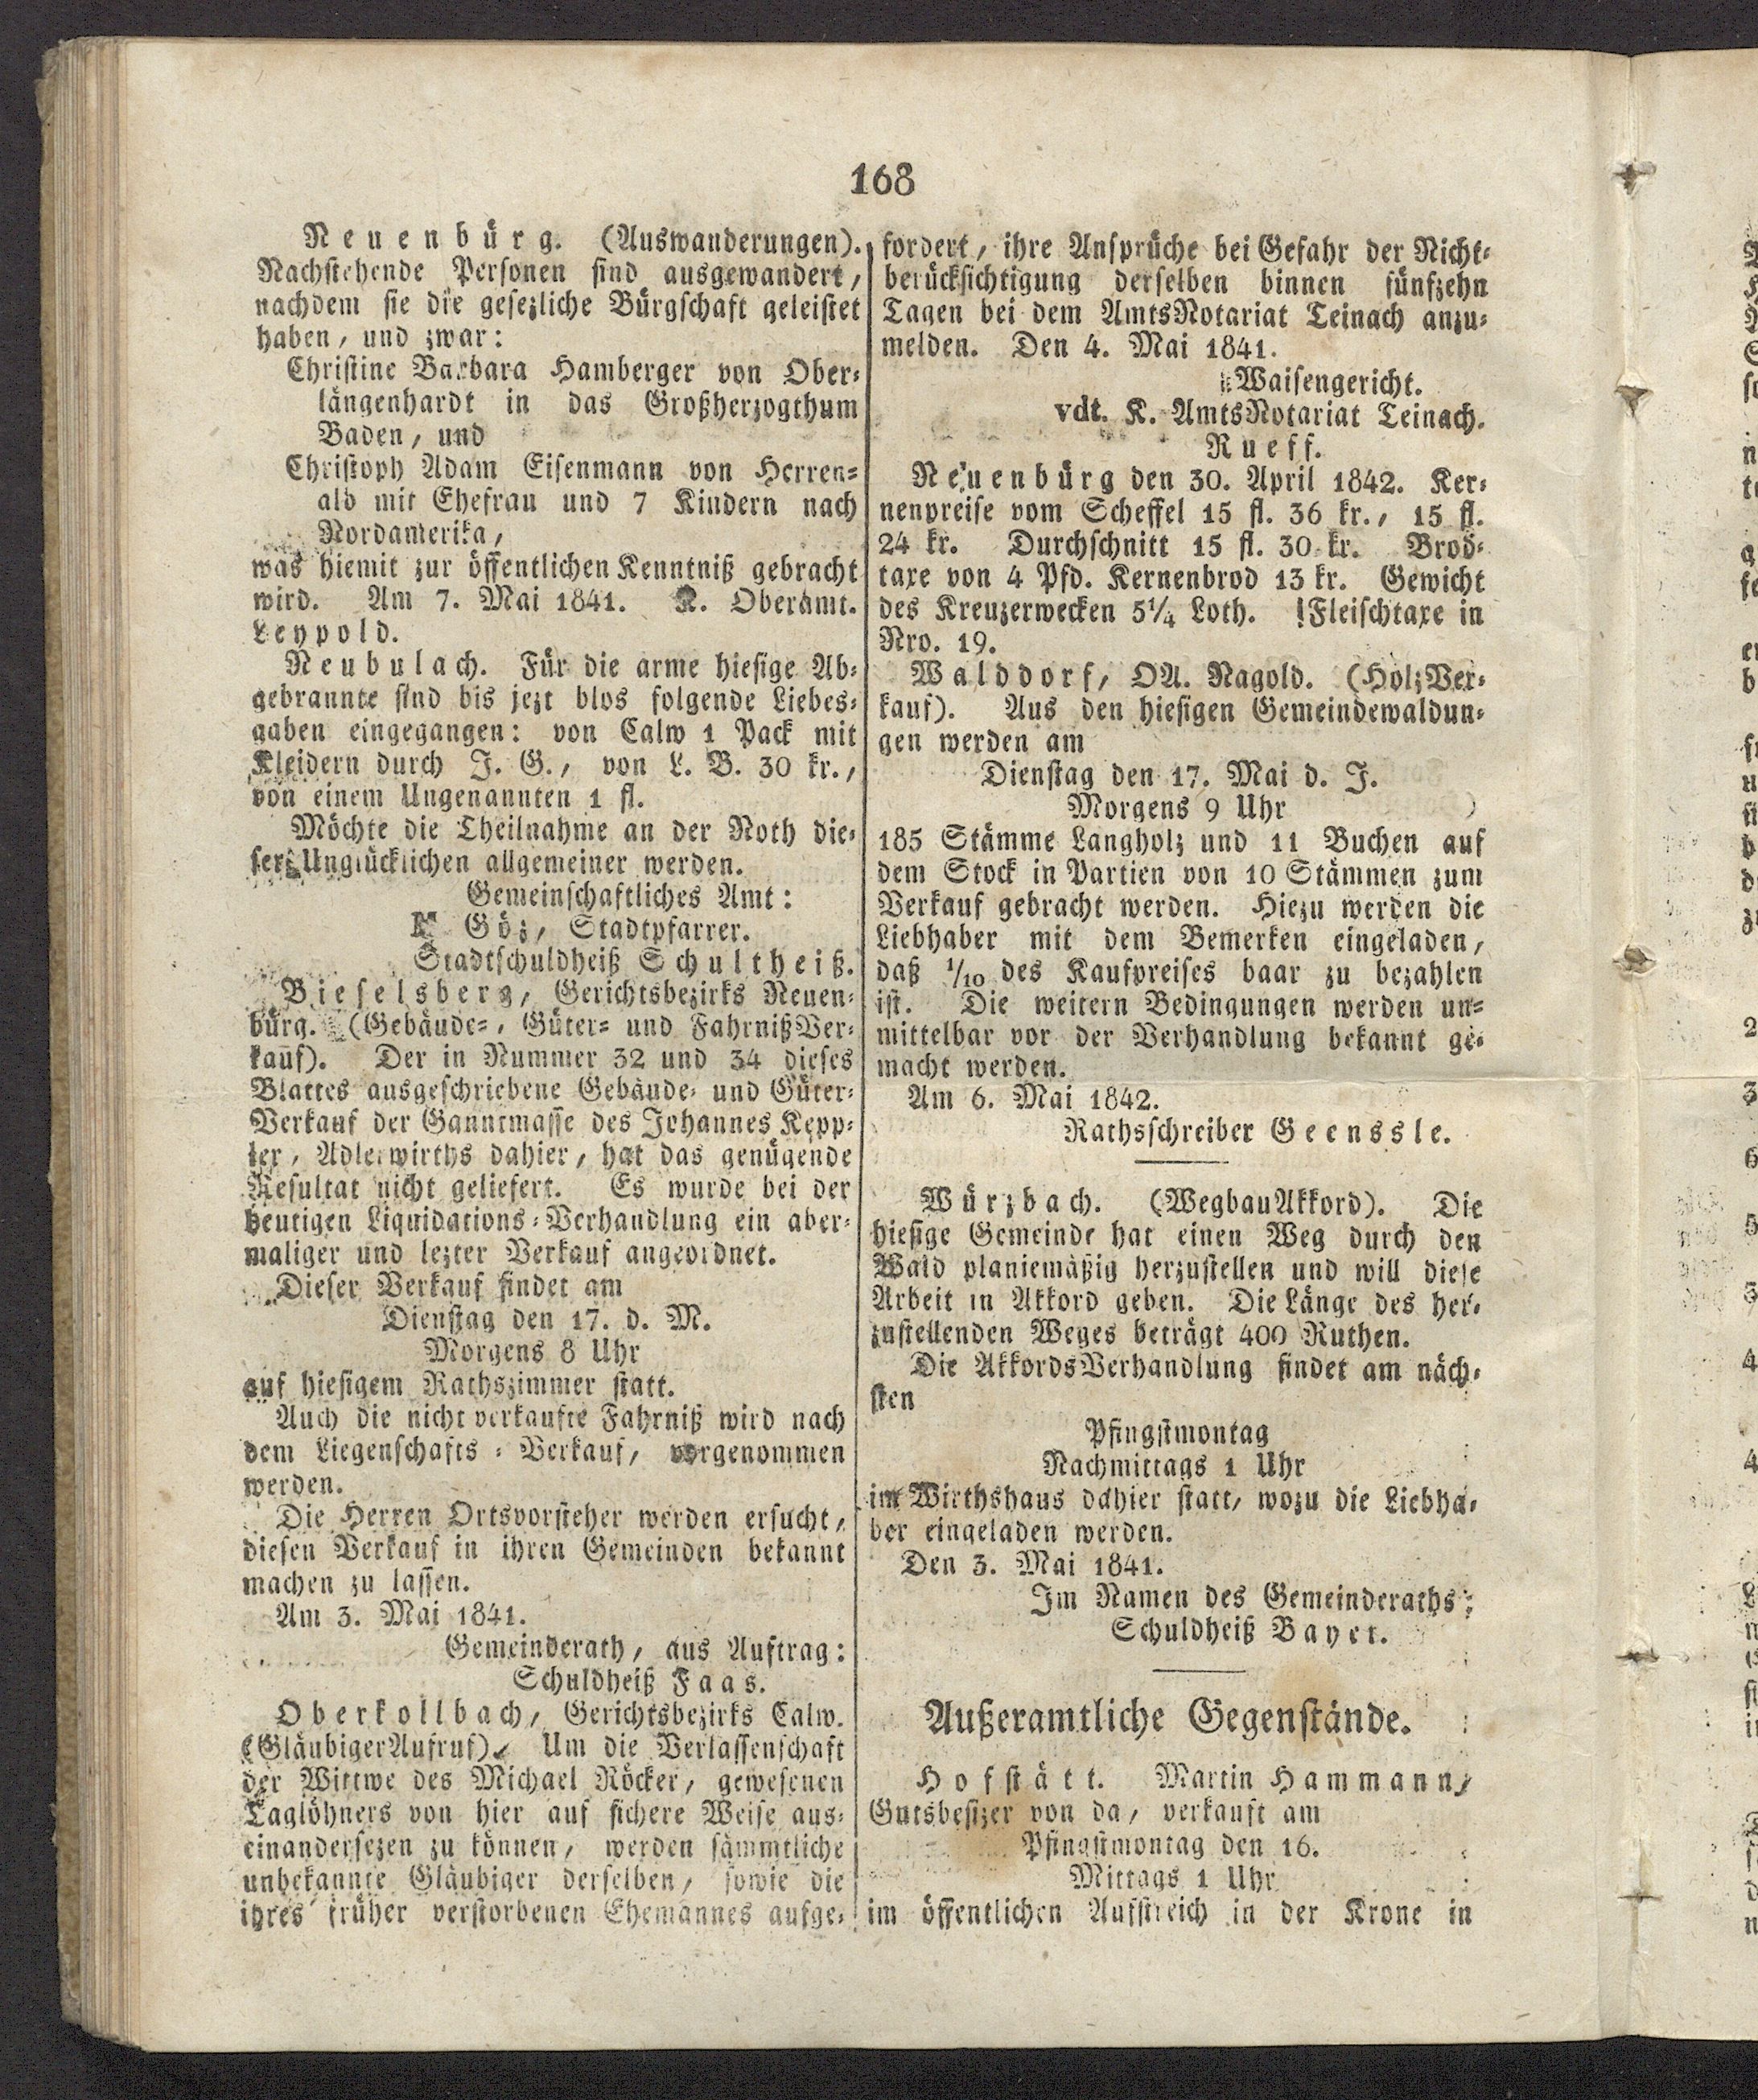 168
Neuenbürg. (Auswanderungen).
Nachstehende Personen sind ausgewandert,
nachdem sie die gesezliche Bürgschaft geleistet
haben, und zwar:
Christine Barbara Hamberger von Ober-
längenhardt in das Großherzogthum
Baden, und
Christoph Adam Eisenmann von Herren-
alb mit Ehefrau und 7 Kindern nach
Nordamerika,
was hiemit zur öffentlichen Kenntniß gebracht
wird. Am 7. Mai 1841. K. Oberamt.
Leypold.
Neubulach. Für die arme hiesige Ab-
gebrannte sind bis jezt blos folgende Liebes-
gaben eingegangen: von Calw 1 Pack mit
Kleidern durch J. G., von L. B. 30 kr.,
von einem Ungenannten 1 fl.
Möchte die Theilnahme an der Noth die-
ser Unglücklichen allgemeiner werden.
Gemeinschaftliches Amt:
Göz, Stadtpfarrer.
Stadtschuldheiß Schultheiß.
Bieselsberg, Gerichtsbezirks Neuen-
bürg. (Gebäude-, Güter- und FahrnißVer-
kauf). Der in Nummer 32 und 34 dieses
Blattes ausgeschriebene Gebäude- und Güter-
Verkauf der Ganntmasse des Johannes Kepp-
ler, Adlerwirths dahier, hat das genügende
Resultat nicht geliefert. Es wurde bei der
heutigen Liquidations-Verhandlung ein aber-
maliger und lezter Verkauf angeordnet.
Dieser Verkauf findet am
Dienstag den 17. d. M.
Morgens 8 Uhr
auf hiesigem Rathszimmer statt.
Auch die nicht verkaufte Fahrniß wird nach
dem Liegenschafts-Verkauf, vorgenommen
werden.
Die Herren Ortsvorsteher werden ersucht,
diesen Verkauf in ihren Gemeinden bekannt
machen zu lassen.
Am 3. Mai 1841.
Gemeinderath, aus Auftrag:
Schuldheiß Faas.
Oberkollbach, Gerichtsbezirks Calw.
(GläubigerAufruf). Um die Verlassenschaft
der Wittwe des Michael Röcker, gewesenen
Taglöhners von hier auf sichere Weise aus-
einandersezen zu können, werden sämmtliche
unbekannte Gläubiger derselben, sowie die
ihres früher verstorbenen Ehemannes aufge-
fordert, ihre Ansprüche bei Gefahr der Nicht-
berücksichtigung derselben binnen fünfzehn
Tagen bei dem AmtsNotariat Teinach anzu-
melden. Den 4. Mai 1841.
Waisengericht.
vdt. K. AmtsNotariat Teinach.
Rueff.
Neuenbürg den 30. April 1842. Ker-
nenpreise vom Scheffel 15 fl. 36 kr., 15 fl.
24 kr. Durchschnitt 15 fl. 30 kr. Brod-
taxe von 4 Pfd. Kernenbrod 13 kr. Gewicht
des Kreuzerwecken 5¼ Loth. Fleischtaxe in
Nro. 19.
Walddorf, OA. Nagold. (HolzVer-
kauf). Aus den hiesigen Gemeindewaldun-
gen werden am
Dienstag den 17. Mai d. J.
Morgens 9 Uhr
185 Stämme Langholz und 11 Buchen auf
dem Stock in Partien von 10 Stämmen zum
Verkauf gebracht werden. Hiezu werden die
Liebhaber mit dem Bemerken eingeladen,
daß 1/10 des Kaufpreises baar zu bezahlen
ist. Die weitern Bedingungen werden un-
mittelbar vor der Verhandlung bekannt ge-
macht werden.
Am 6. Mai 1842.
Rathsschreiber Geenssle.
Würzbach. (WegbauAkkord). Die
hiesige Gemeinde hat einen Weg durch den
Wald planiemäßig herzustellen und will diese
Arbeit in Akkord geben. Die Länge des her-
zustellenden Weges beträgt 400 Ruthen.
Die AkkordsVerhandlung findet am näch-
sten
Pfingstmontag
Nachmittags 1 Uhr
im Wirthshaus dahier statt, wozu die Liebha-
ber eingeladen werden.
Den 3. Mai 1841.
Im Namen des Gemeinderaths:
Schuldheiß Bayer.
Außeramtliche Gegenstände.
Hofstätt. Martin Hammann,
Gutsbesizer von da, verkauft am
Pfingstmontag den 16.
Mittags 1 Uhr
im öffentlichen Aufstreich in der Krone in